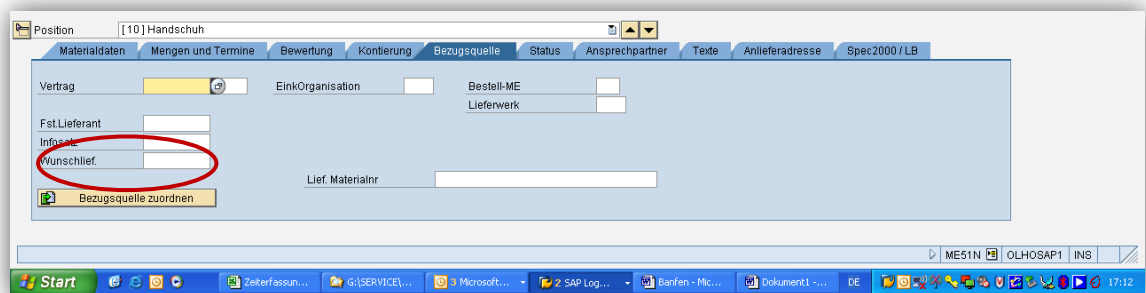 Position [ 10 ] Handschuh
Materialdaten Mengen und Termine Bewertung Kontierung Bezugsquelle Status Ansprechpartner Texte Anlieferadresse Spec2000 / LB
Vertrag EinkOrganisation Bestell-ME
Lieferwerk
Fst.Lieferant
Infosatz
Wunschlief.
Lief. Materialnr
Bezugsquelle zuordnen
ME51N OLHOSAP1 INS
Start Zeiterfassun... G:\SERVICE\... 3 Microsoft... 2 SAP Log... Banfen - Mic... Dokument1 -... DE 17:12